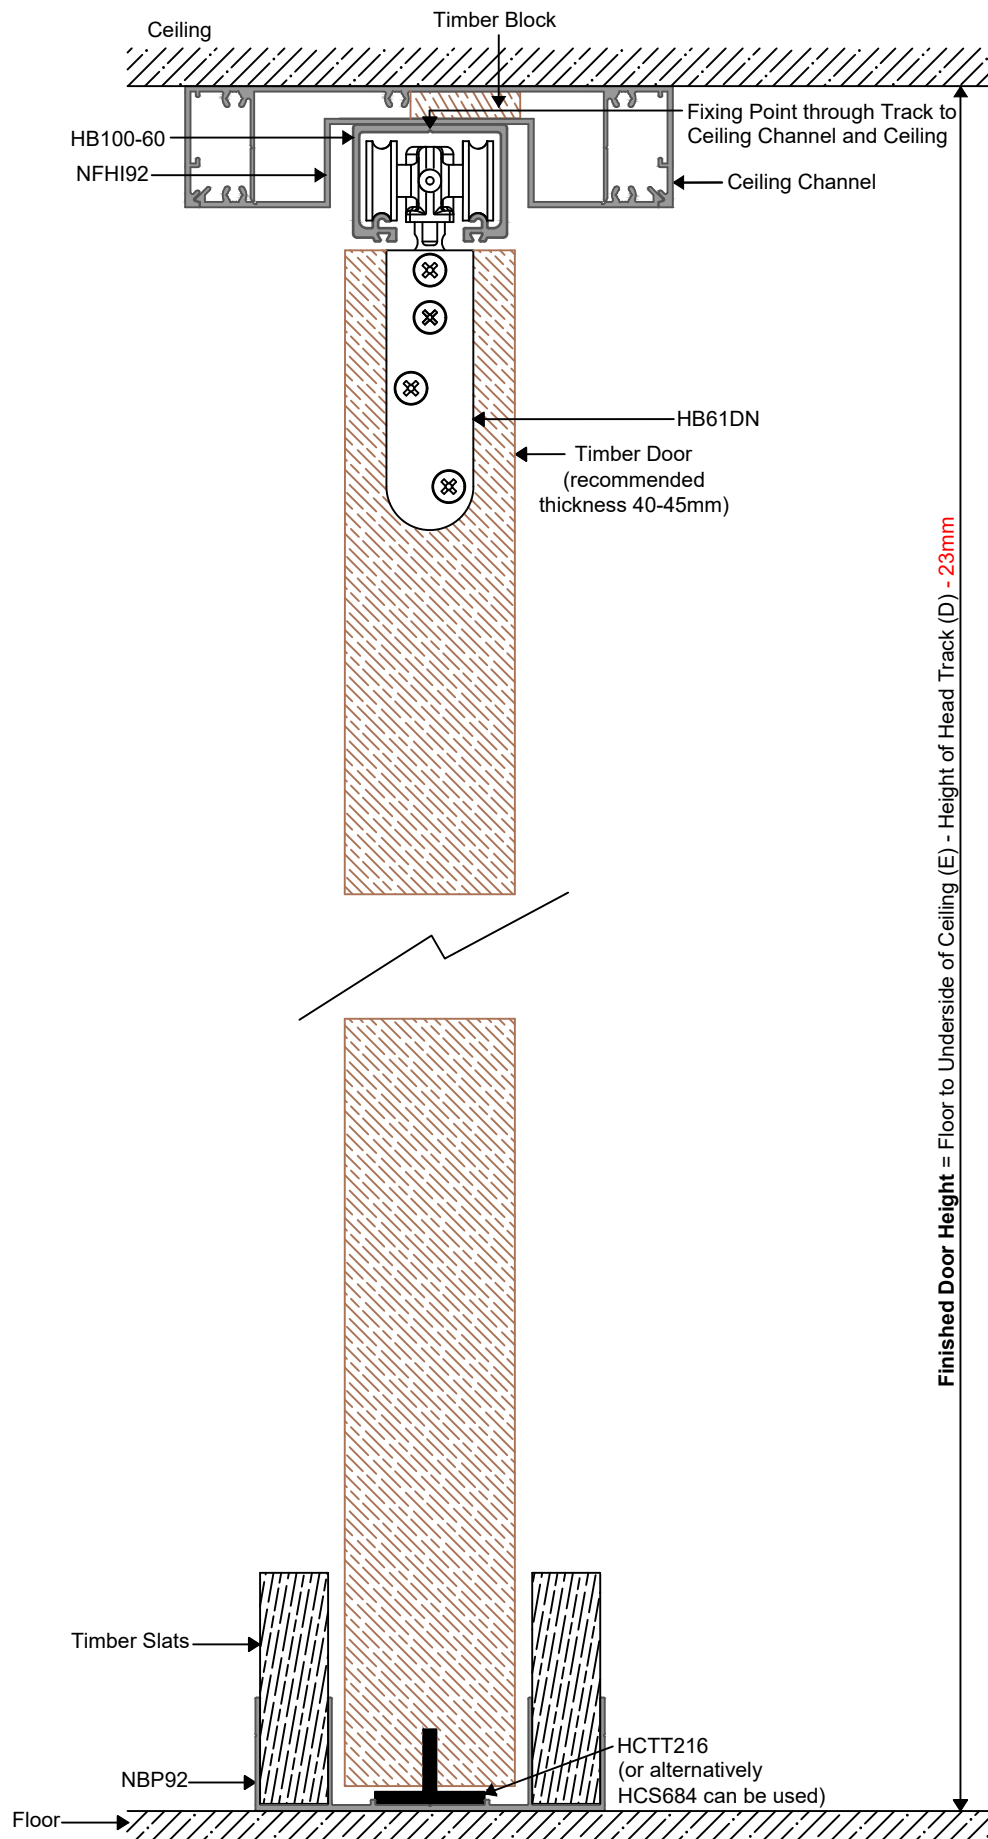 Timber Block
Ceiling
Fixing Point through Track to
Ceiling Channel and Ceiling
HB100-60
NFHI92
Ceiling Channel
HB61DN
Timber Door
(recommended
thickness 40-45mm)
Finished Door Height = Floor to Underside of Ceiling (E) - Height of Head Track (D) - 23mm
Timber Slats
HCTT216
(or alternatively
HCS684 can be used)
NBP92
Floor